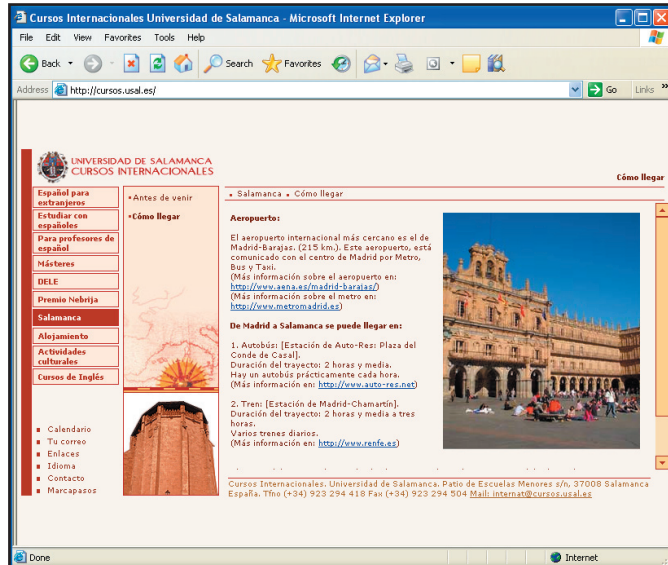 Cursos Internacionales Universidad de Salamanca - Microsoft Internet Explorer
File Edit View Favorites Tools Help
Back Search Favorites
Address http://cursos.usal.es/ Go Links »
UNIVERSIDAD DE SALAMANCA
CURSOS INTERNACIONALES
Cómo llegar
Español para
extranjeros
Estudiar con
españoles
Para profesores de
español
Másteres
DELE
Premio Nebrija
Salamanca
Alojamiento
Actividades
culturales
Cursos de Inglés
Calendario
Tu correo
Enlaces
Idioma
Contacto
Marcapasos
Antes de venir
Cómo llegar
Salamanca Cómo llegar
Aeropuerto:
El aeropuerto internacional más cercano es el de
Madrid-Barajas. (215 km.). Este aeropuerto, está
comunicado con el centro de Madrid por Metro,
Bus y Taxi.
(Más información sobre el aeropuerto en:
http://www.aena.es/madrid-barajas/)
(Más información sobre el metro en:
http://www.metromadrid.es)
De Madrid a Salamanca se puede llegar en:
1. Autobús: [Estación de Auto-Res: Plaza del
Conde de Casal].
Duración del trayecto: 2 horas y media.
Hay un autobús prácticamente cada hora.
(Más información en: http://www.auto-res.net)
2. Tren: [Estación de Madrid-Chamartín].
Duración del trayecto: 2 horas y media a tres
horas.
Varios trenes diarios.
(Más información en: http://www.renfe.es)
Cursos Internacionales. Universidad de Salamanca. Patio de Escuelas Menores s/n, 37008 Salamanca
España. Tfno (+34) 923 294 418 Fax (+34) 923 294 504 Mail: internat@cursos.usal.es
Done Internet